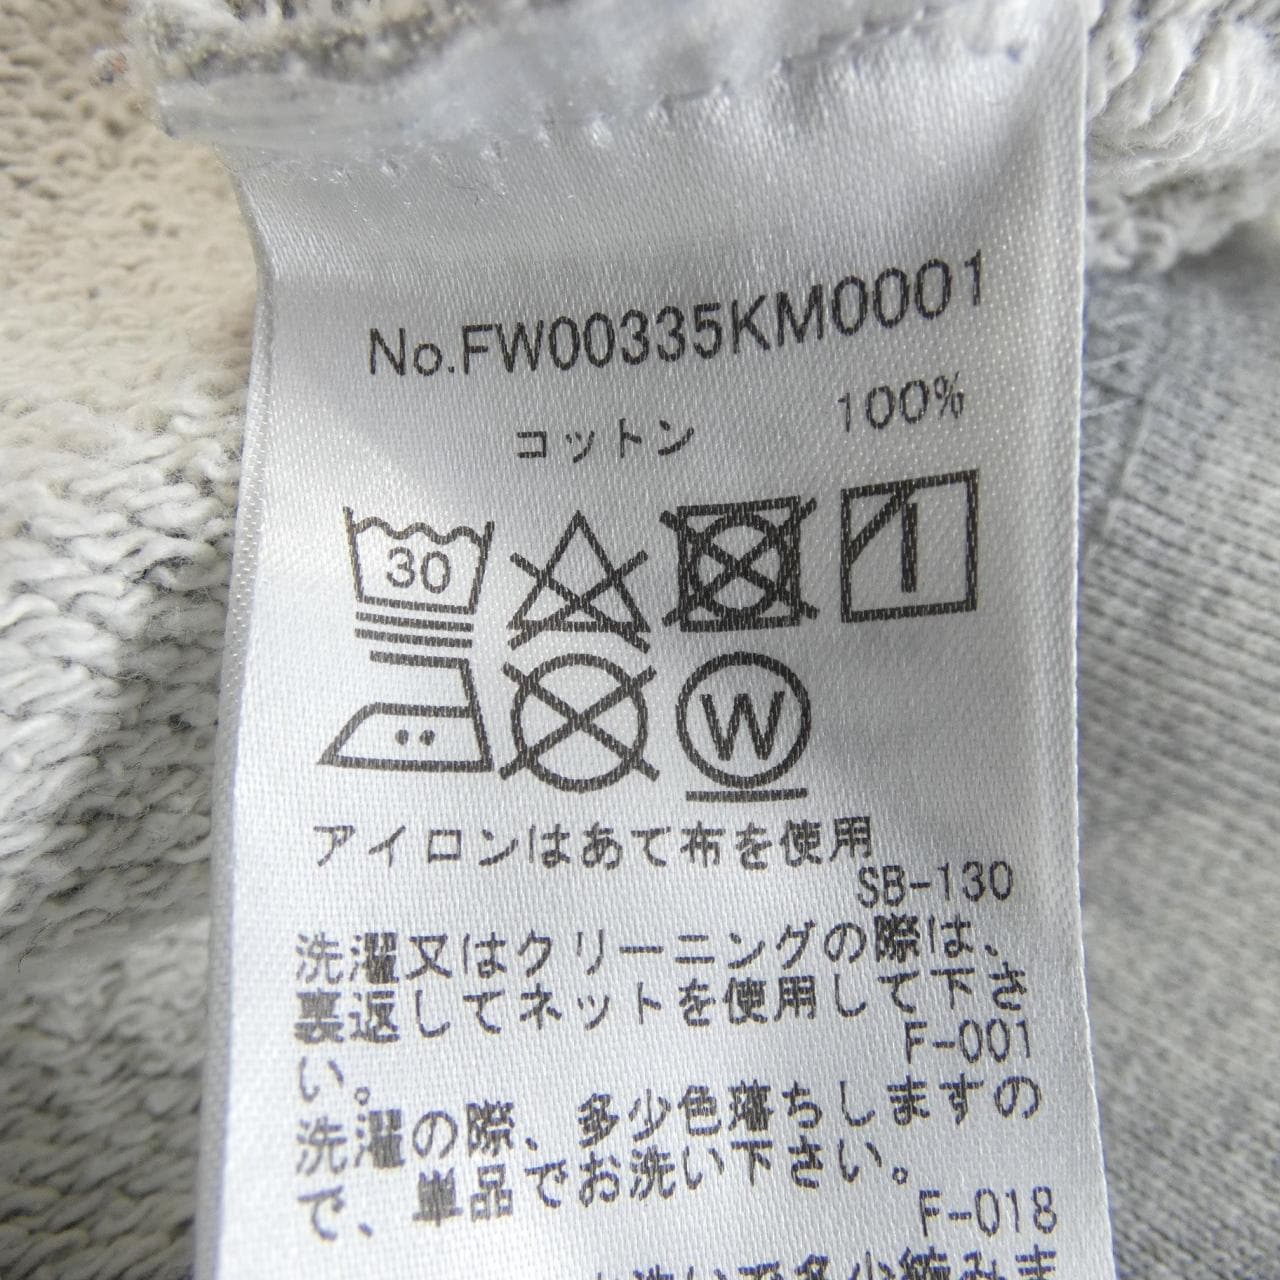 No.FW00335KM0001
コットン 100%
30
W
アイロンはあて布を使用
SB-130
洗濯又はクリーニングの際は、
裏返してネットを使用して下さ
い。
F-001
洗濯の際、多少色落ちしますの
で、単品でお洗い下さい。
F-018